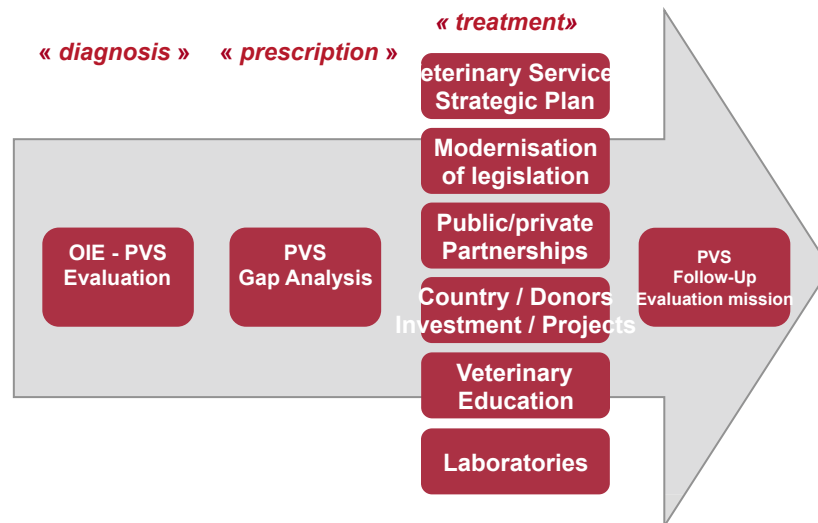 « diagnosis »
« prescription »
« treatment»
eterinary Service
Strategic Plan
Modernisation
of legislation
Public/private
Partnerships
Country / Donors
Investment / Projects
Veterinary
Education
Laboratories
OIE - PVS
Evaluation
PVS
Gap Analysis
PVS
Follow-Up
Evaluation mission